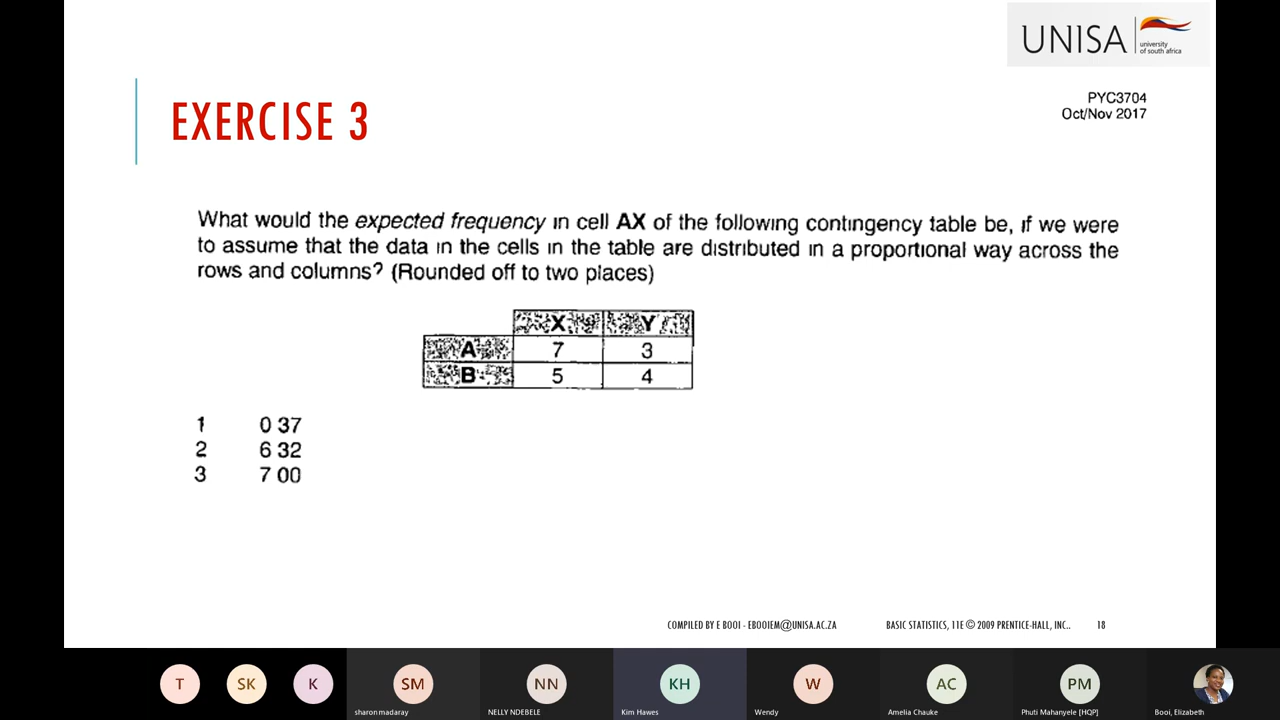 UNISA
university
of south africa
PYC3704
Oct/Nov 2017
EXERCISE 3
What would the expected frequency in cell AX of the following contingency table be, if we were
to assume that the data in the cells in the table are distributed in a proportional way across the
rows and columns? (Rounded off to two places)
X Y
A 7 3
B 5 4
1 0 37
2 6 32
3 7 00
COMPILED BY E BOOI - EBOOIEM@UNISA.AC.ZA BASIC STATISTICS, 11E © 2009 PRENTICE-HALL, INC.. 18
T SK K SM NN KH W AC PM
sharon madaray NELLY NDEBELE Kim Hawes Wendy Amelia Chauke Phuti Mahanyele [HQP] Booi, Elizabeth